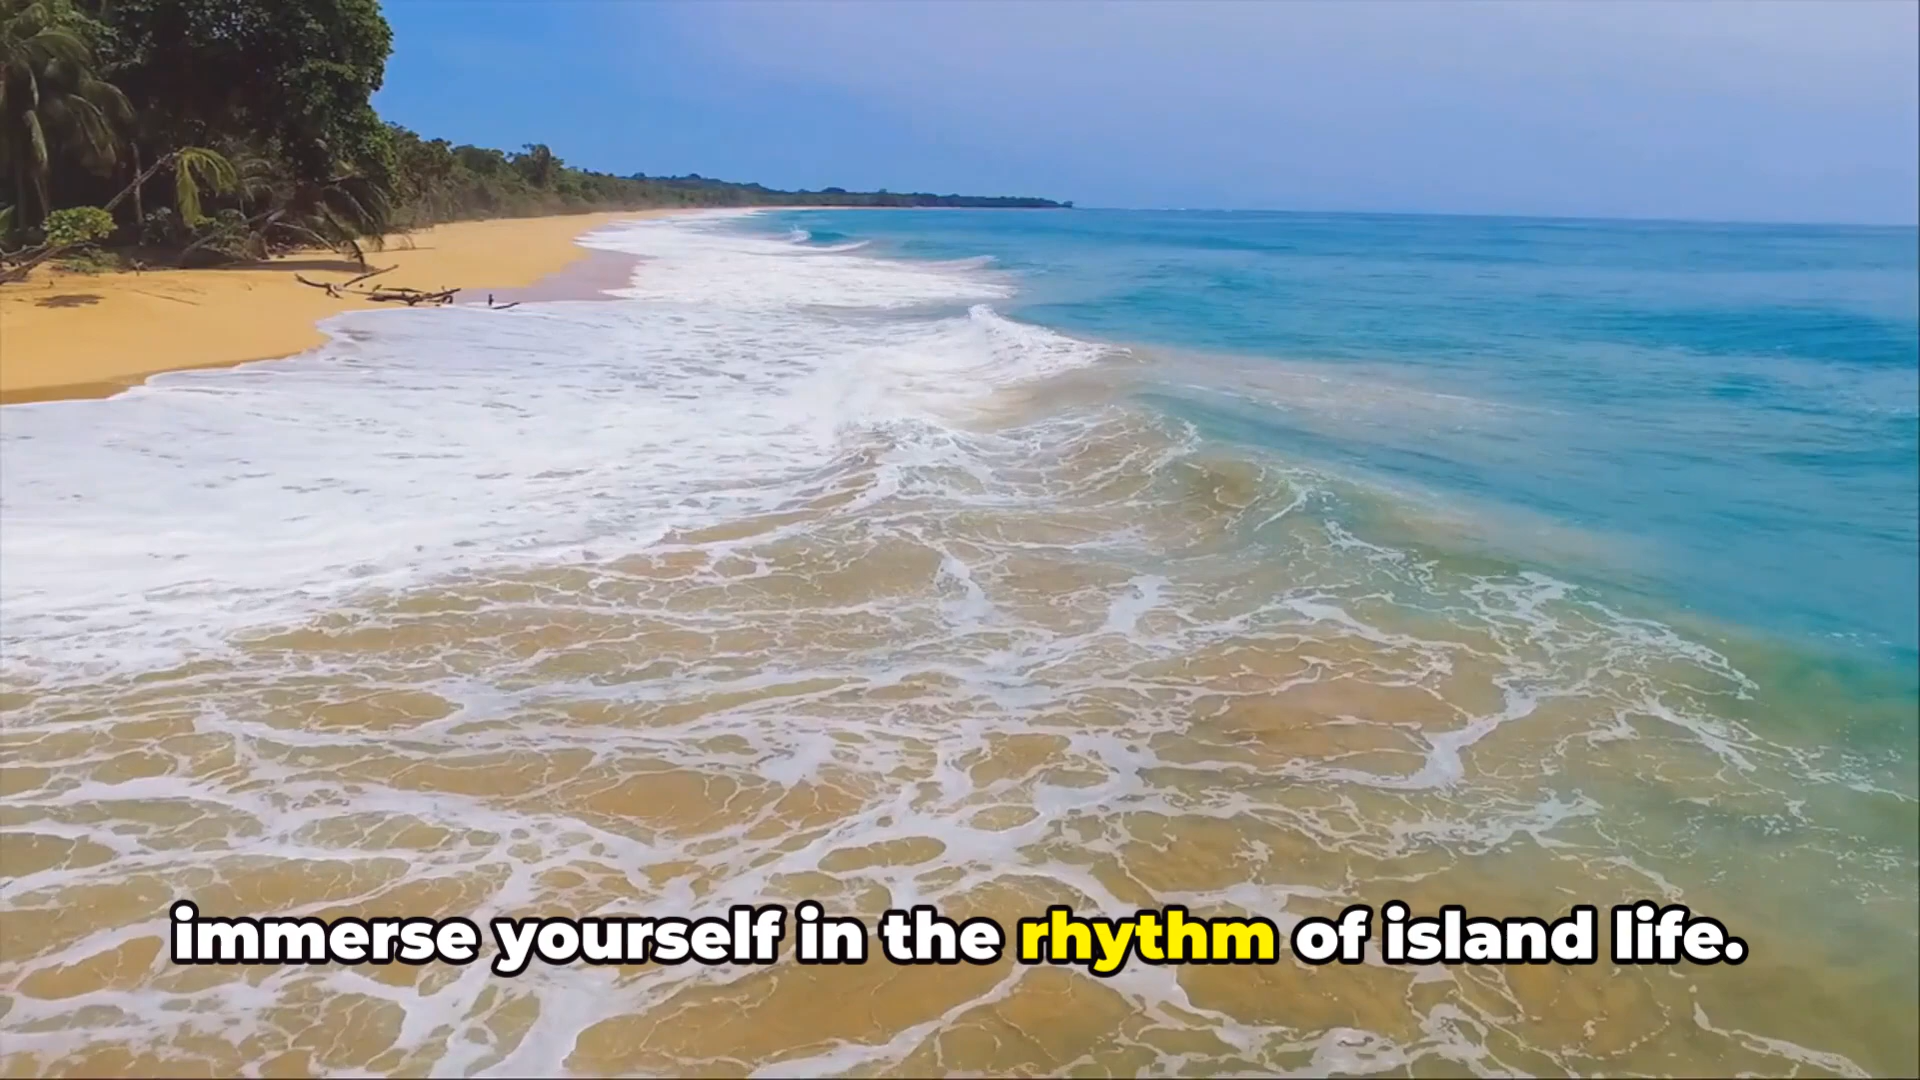 immerse yourself in the rhythm of island life.